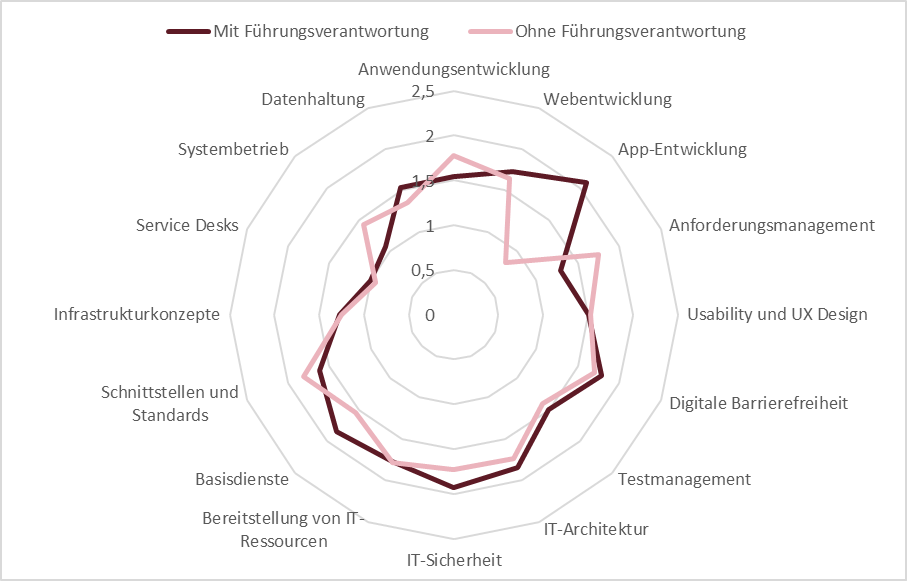 Mit Führungsverantwortung
Ohne Führungsverantwortung
Anwendungsentwicklung
Webentwicklung
App-Entwicklung
Anforderungsmanagement
Usability und UX Design
Digitale Barrierefreiheit
Testmanagement
IT-Architektur
IT-Sicherheit
Bereitstellung von IT-
Ressourcen
Basisdienste
Schnittstellen und
Standards
Infrastrukturkonzepte
Service Desks
Systembetrieb
Datenhaltung
2,5
2
1,5
1
0,5
0